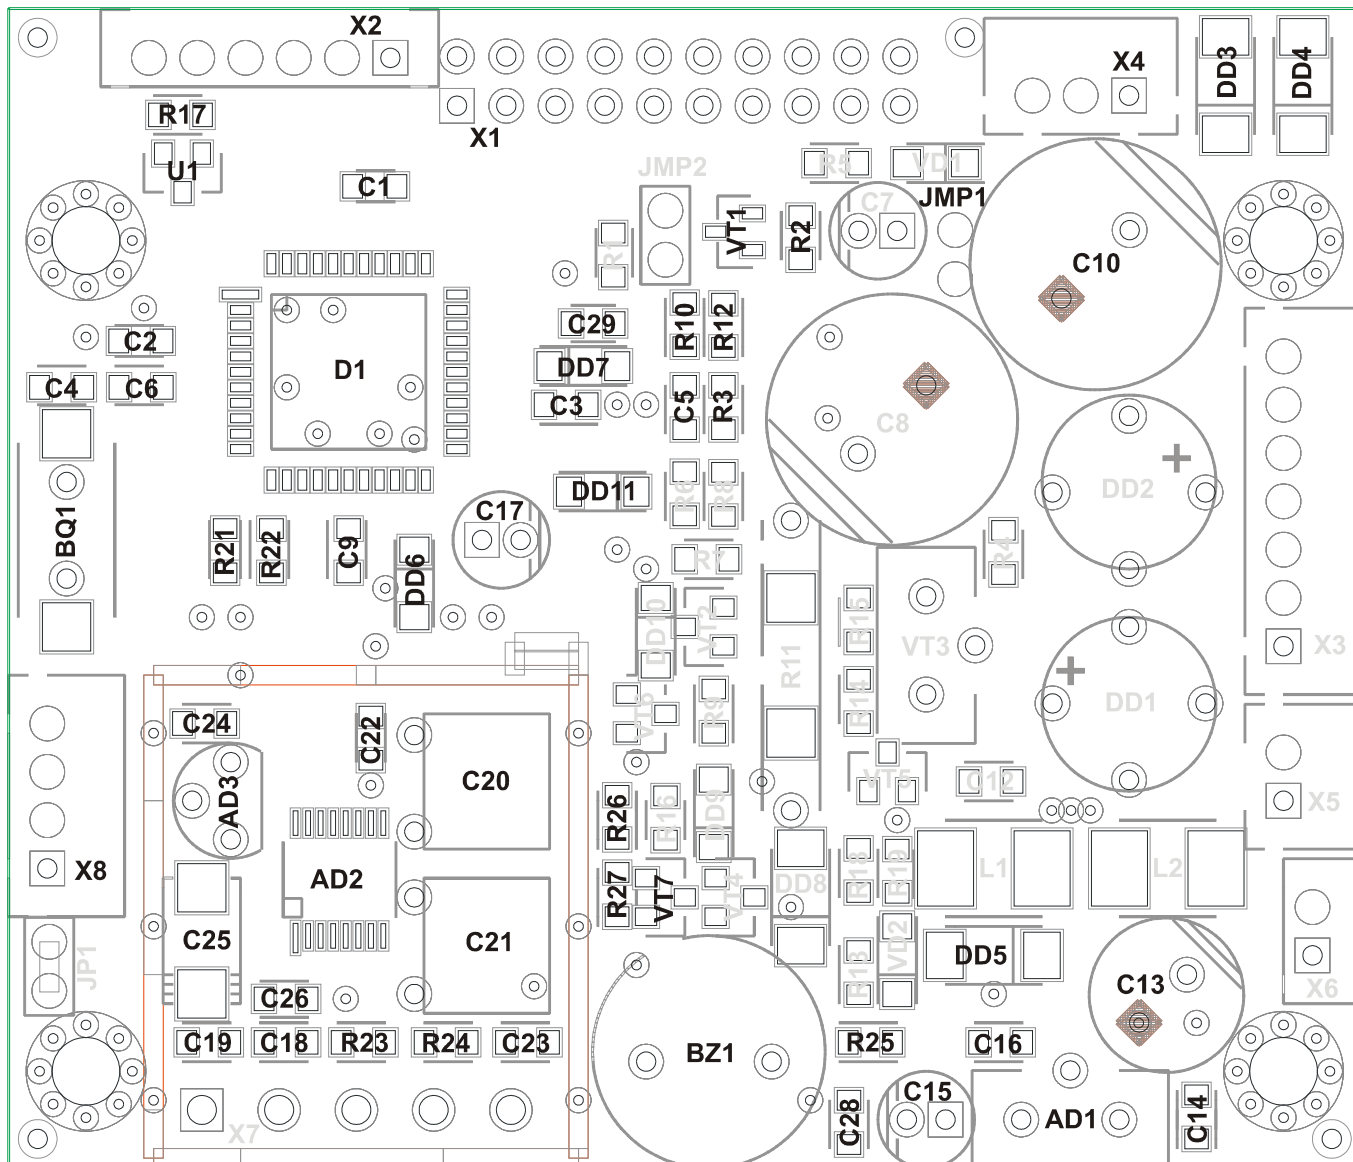 X2
X4
DD3
DD4
R17
X1
U1
C1
JMP2
R5
VD1
JMP1
C7
VT1
R2
R1
C10
C29
R10
R12
C2
D1
DD7
C4
C6
C3
C5
R3
C8
DD2
+
DD11
R6
R8
C17
BQ1
R21
R22
C9
DD6
R7
R4
DD10
VT2
R15
VT3
X3
R11
+
VT6
R9
R14
DD1
C24
C22
AD3
C20
VT5
C12
X5
R26
R16
DD9
X8
AD2
R27
VT7
VT4
DD8
R18
R19
L1
L2
C25
C21
JP1
R13
VD2
DD5
C13
X6
C26
C19
C18
R23
R24
C23
BZ1
R25
C16
X7
C28
C15
AD1
C14